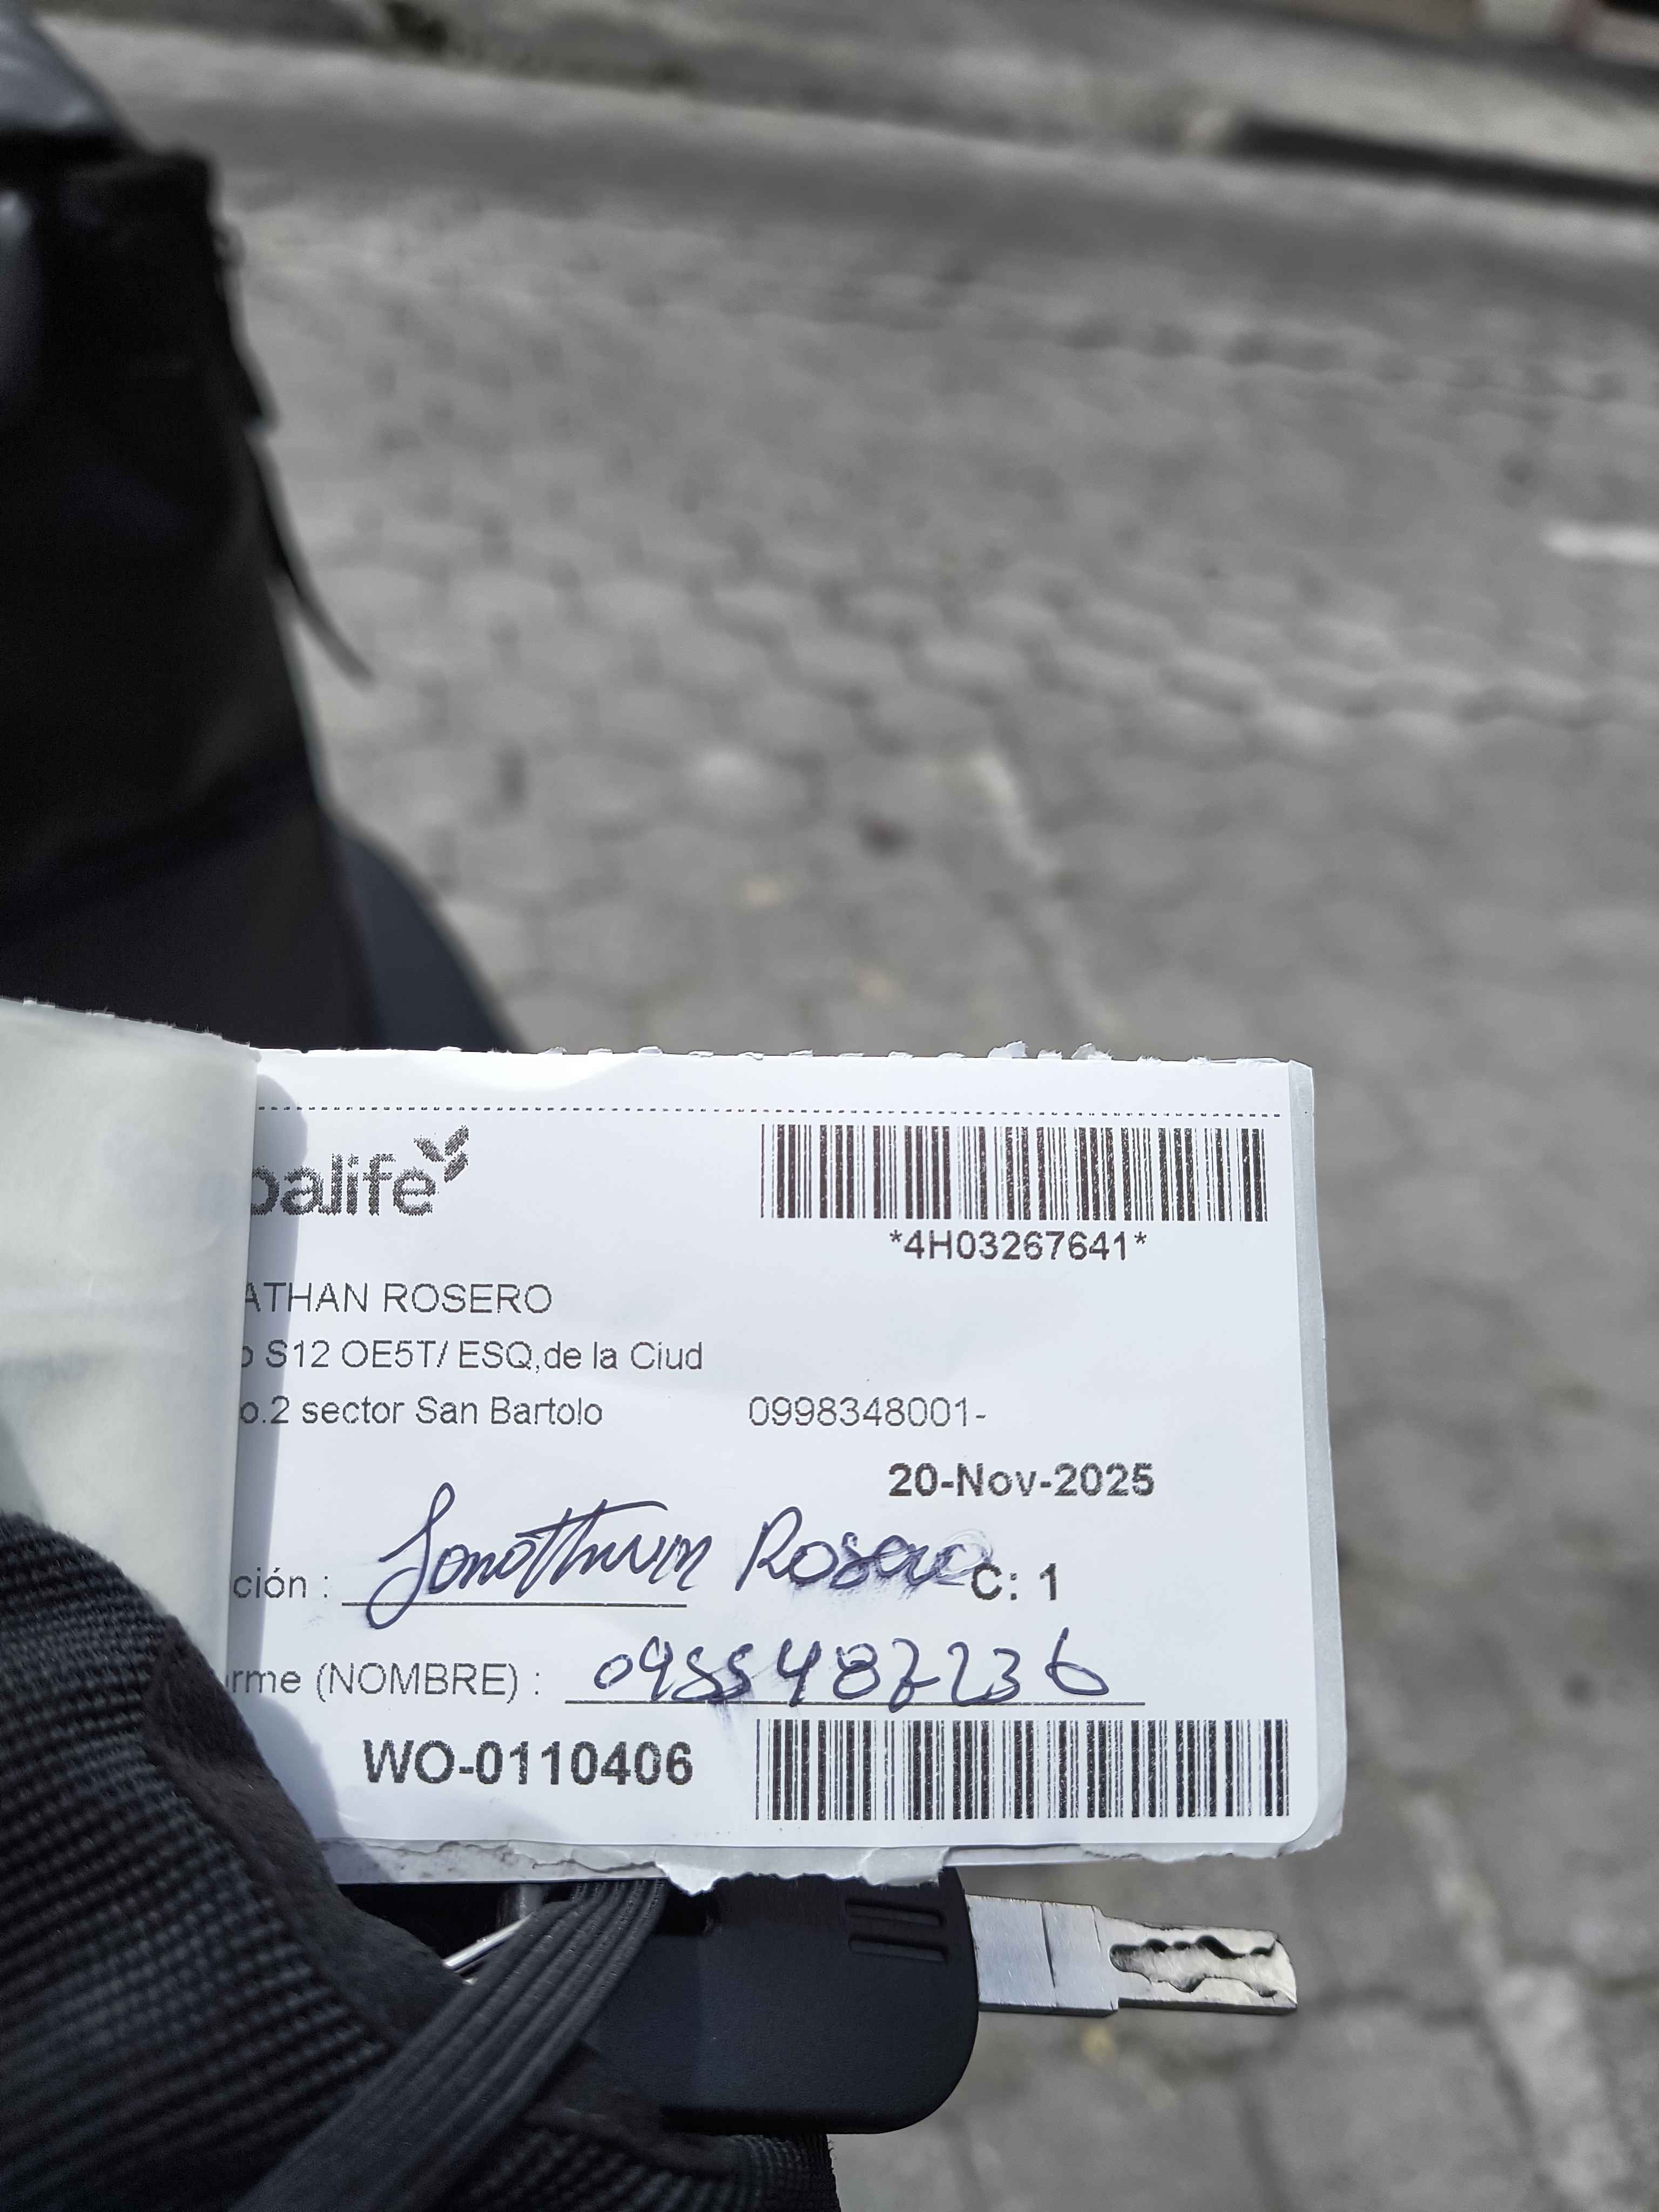 balife
*4H03267641*
ATHAN ROSERO
o S12 OE5T/ ESQ,de la Ciud
o.2 sector San Bartolo 0998348001-
20-Nov-2025
ción : Jonathan Rosero C: 1
rme (NOMBRE) : 0955487236
WO-0110406